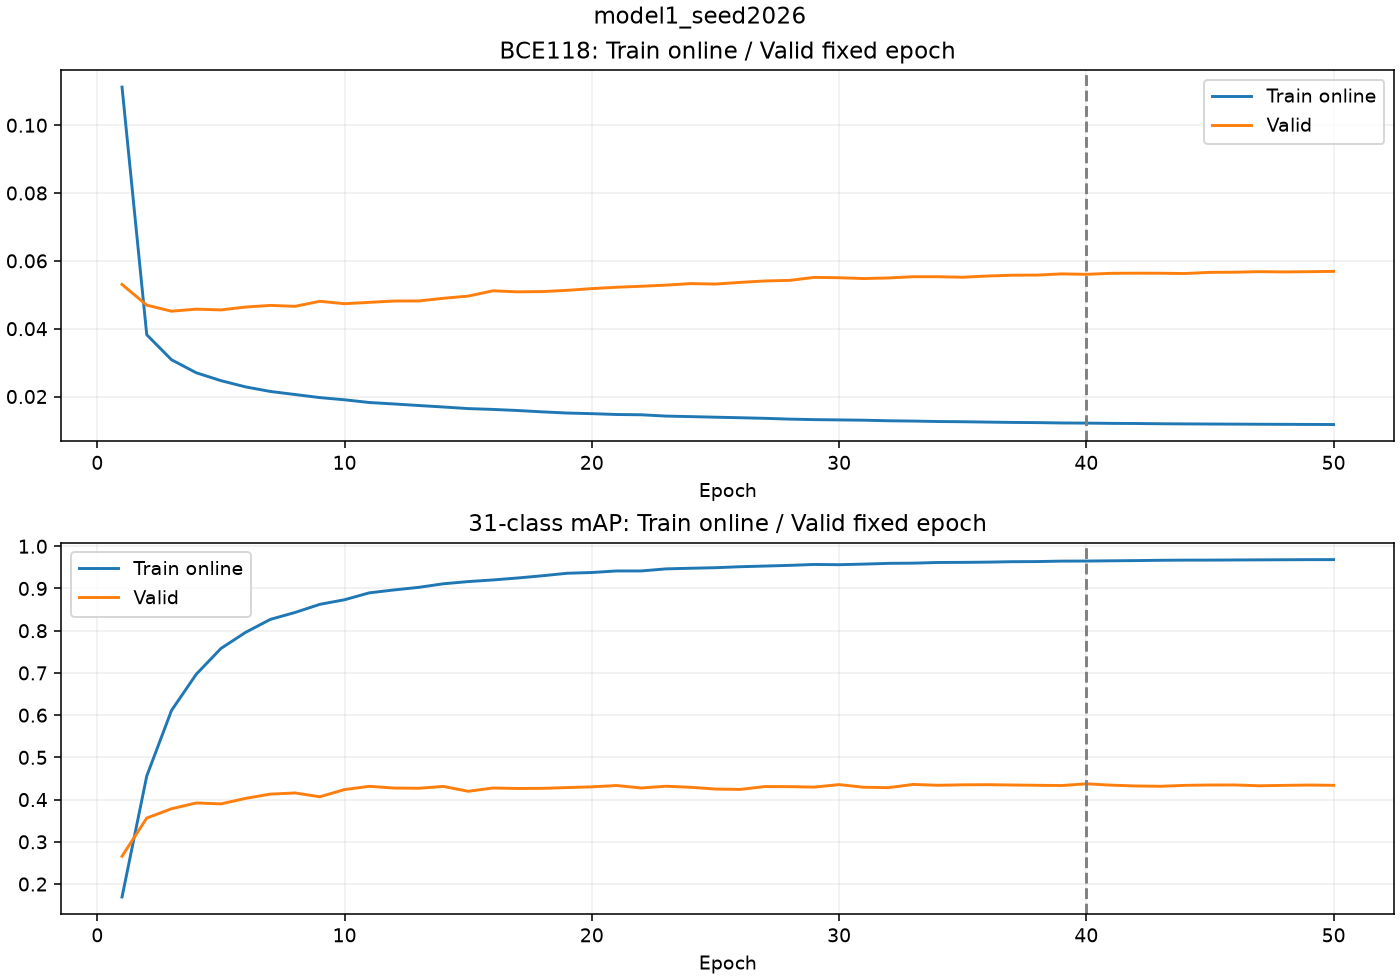 model1_seed2026
BCE118: Train online / Valid fixed epoch
Train online
Valid
0.10
0.08
0.06
0.04
0.02
0 10 20 30 40 50
Epoch
31-class mAP: Train online / Valid fixed epoch
Train online
Valid
1.0
0.9
0.8
0.7
0.6
0.5
0.4
0.3
0.2
0 10 20 30 40 50
Epoch